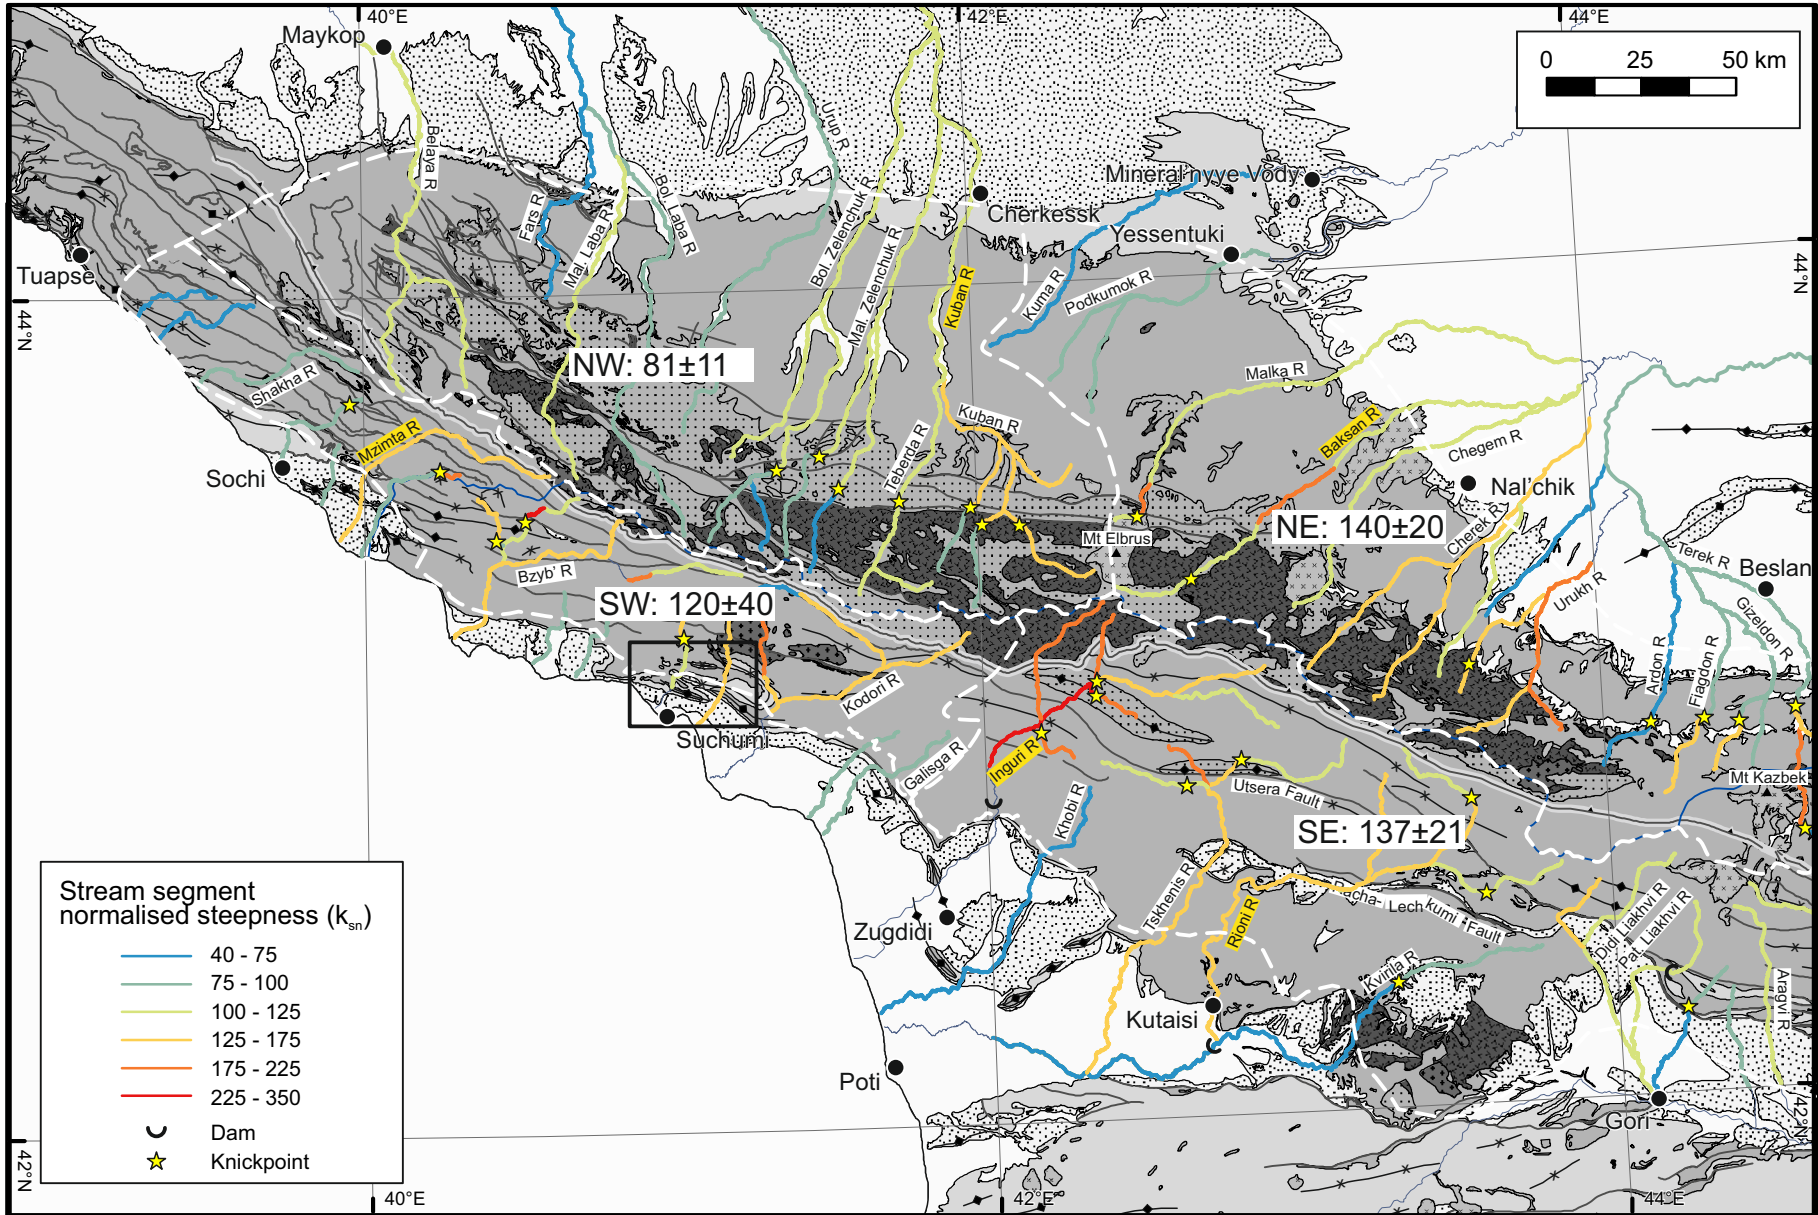 40°E
42°E
44°E
Maykop
0 25 50 km
Belaya R
Urup R
Fars R
Mal. Laba R
Bol. Laba R
Bol. Zelenchuk R
Mal. Zelenchuk R
Kuban R
Cherkessk
Mineral'nyye Vody
Yessentuki
Kuma R
Podkumok R
Tuapse
44°N
44°N
NW: 81±11
Malka R
Shakha R
Mzimta R
Sochi
Teberda R
Kuban R
Baksan R
Chegem R
Nal'chik
NE: 140±20
Cherek R
Mt Elbrus
Bzyb' R
SW: 120±40
Urukh R
Terek R
Beslan
Gizeldon R
Ardon R
Fiagdon R
Kodori R
Suchumi
Galisga R
Inguri R
Khobi R
Utsera Fault
Mt Kazbek
SE: 137±21
Tskhenis R
Rioni R
Racha- Lechkumi Fault
Didi Liakhvi R
Pat. Liakhvi R
Aragvi R
Zugdidi
Kvirila R
Kutaisi
Poti
Gori
Stream segment
normalised steepness (ksn)
40 - 75
75 - 100
100 - 125
125 - 175
175 - 225
225 - 350
Dam
Knickpoint
42°N
42°N
40°E
42°E
44°E